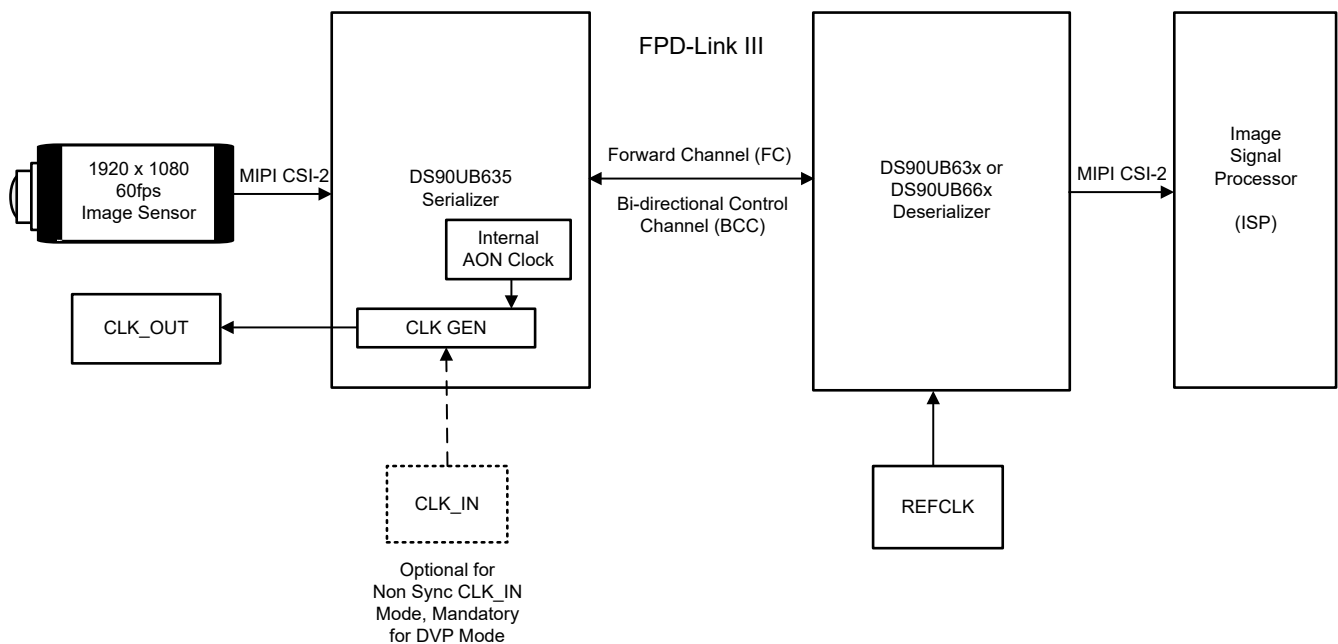 FPD-Link III
1920 x 1080
60fps
Image Sensor
MIPI CSI-2
DS90UB635
Serializer
Forward Channel (FC)
Bi-directional Control
Channel (BCC)
DS90UB63x or
DS90UB66x
Deserializer
MIPI CSI-2
Image
Signal
Processor
(ISP)
Internal
AON Clock
CLK_OUT
CLK GEN
CLK_IN
REFCLK
Optional for
Non Sync CLK_IN
Mode, Mandatory
for DVP Mode